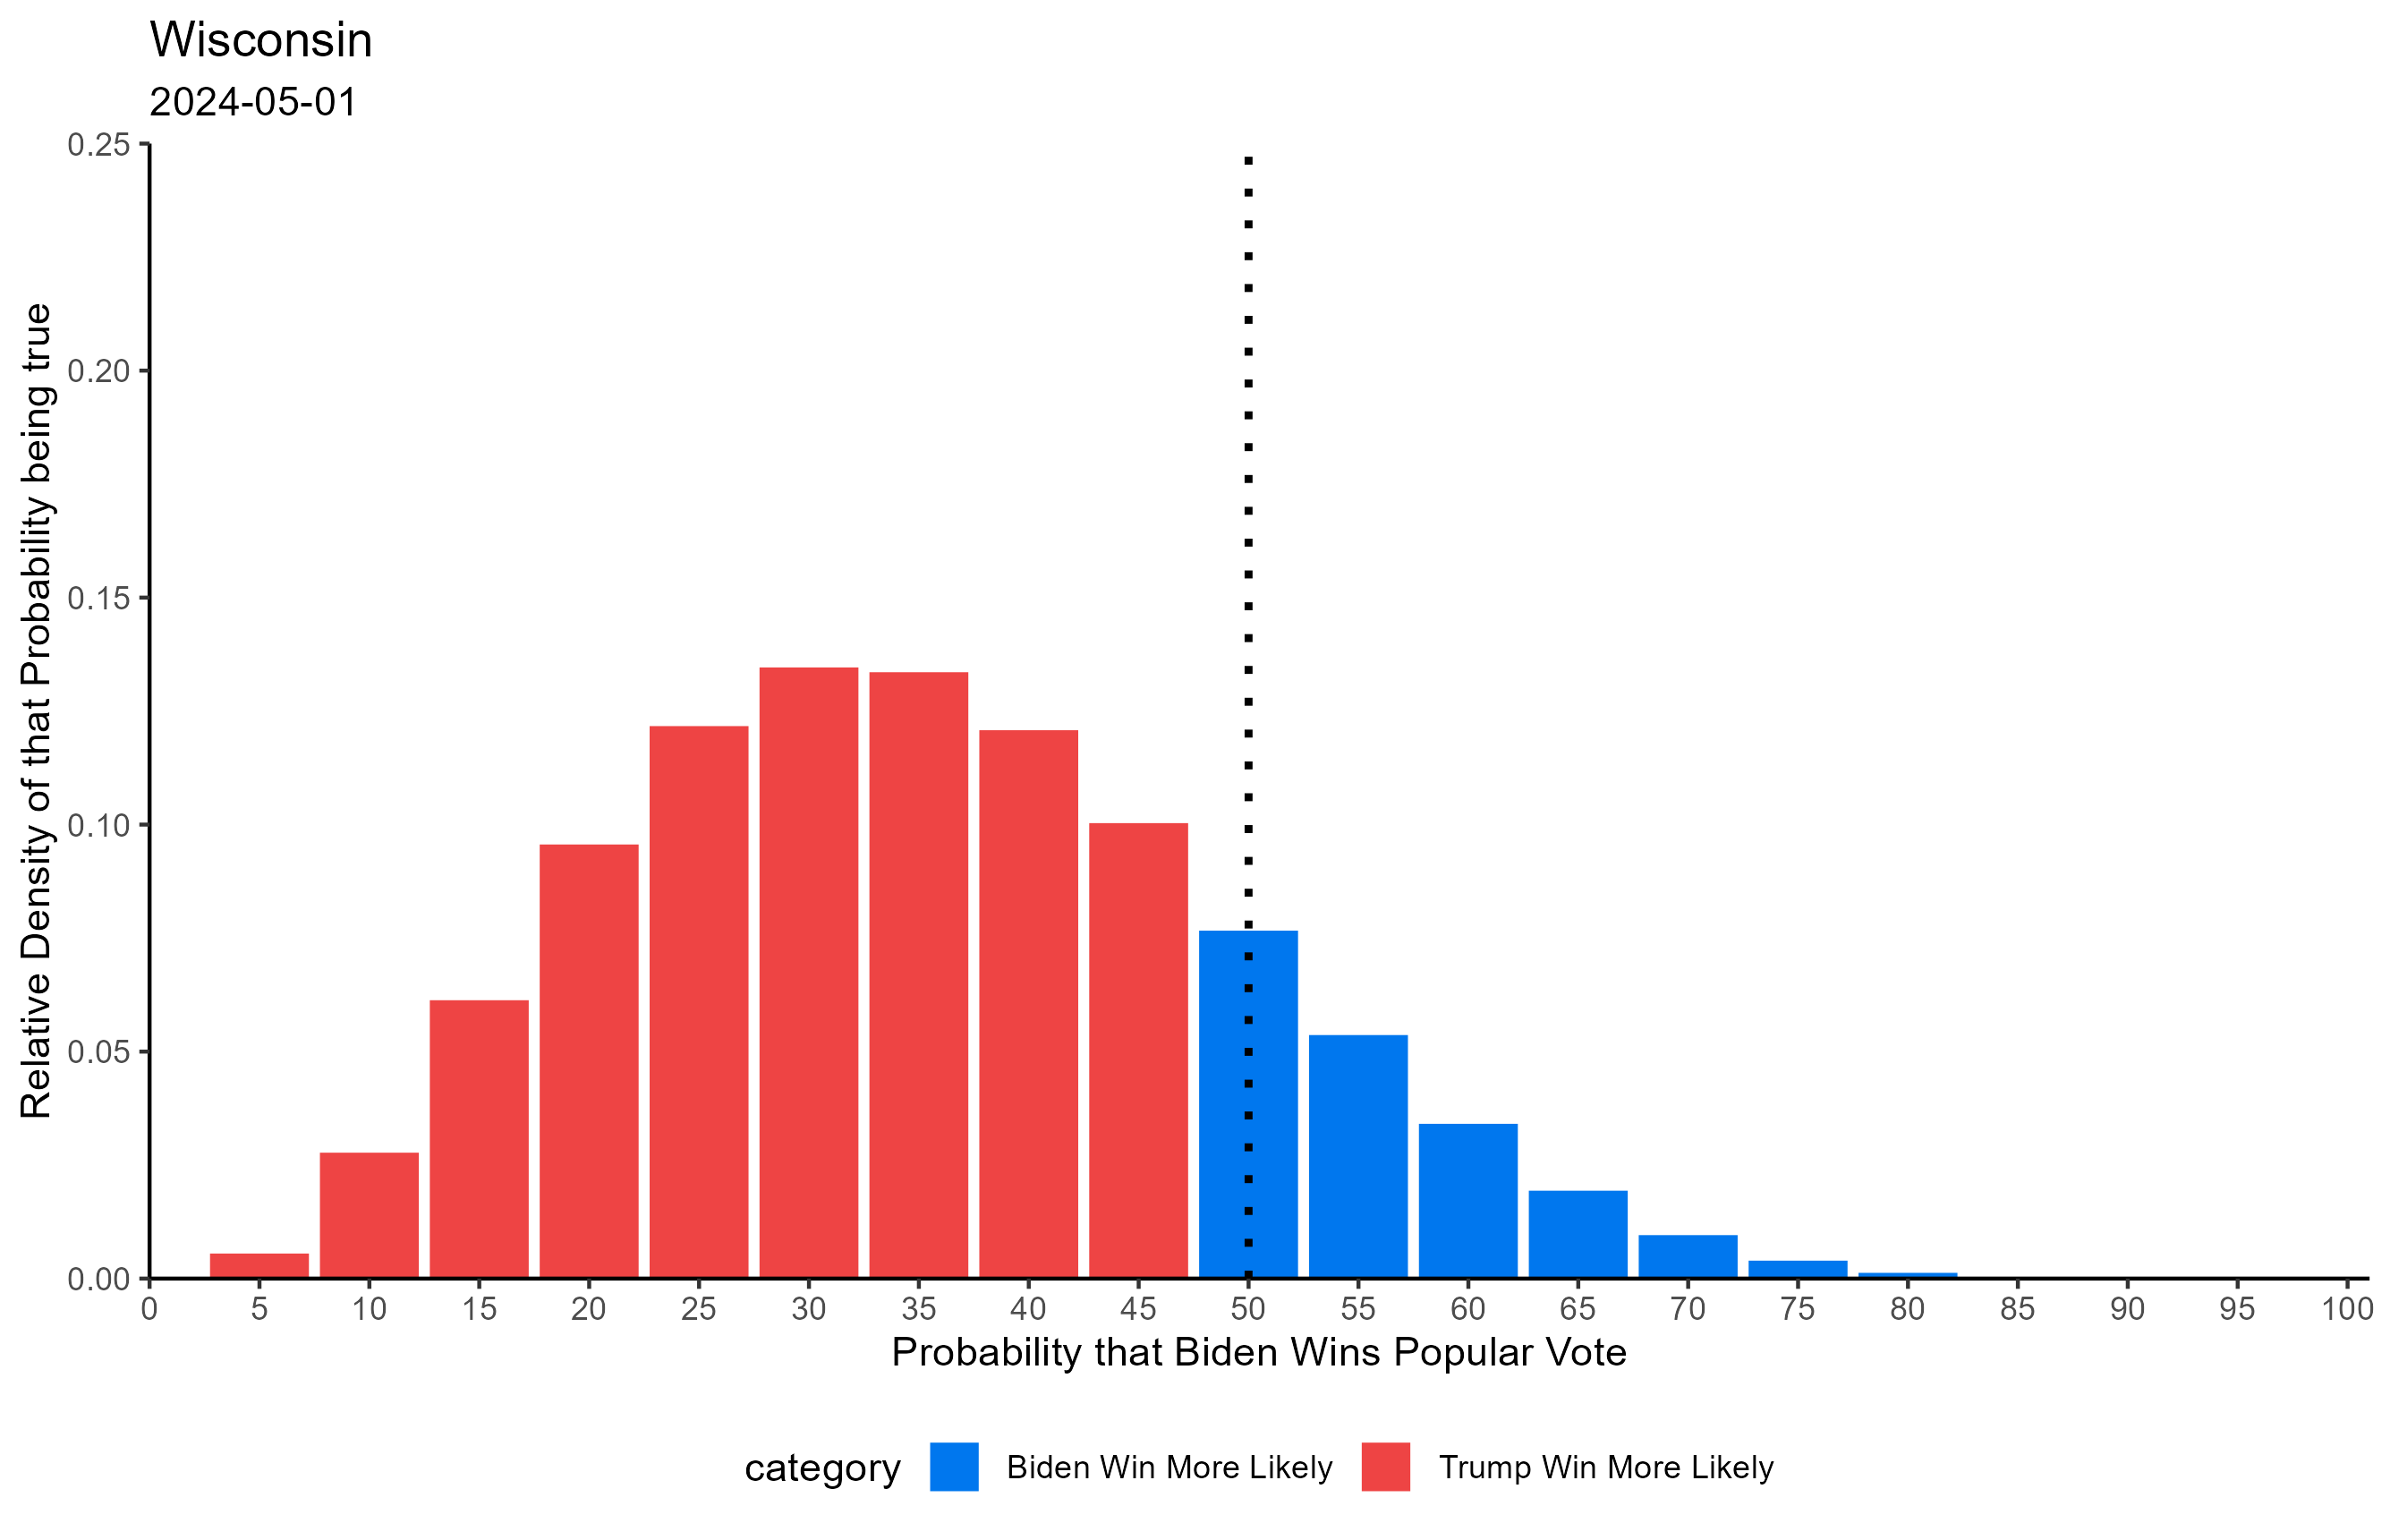 Wisconsin
2024-05-01
0.25
0.20
0.15
0.10
0.05
0.00
Relative Density of that Probability being true
0 5 10 15 20 25 30 35 40 45 50 55 60 65 70 75 80 85 90 95 100
Probability that Biden Wins Popular Vote
category Biden Win More Likely Trump Win More Likely